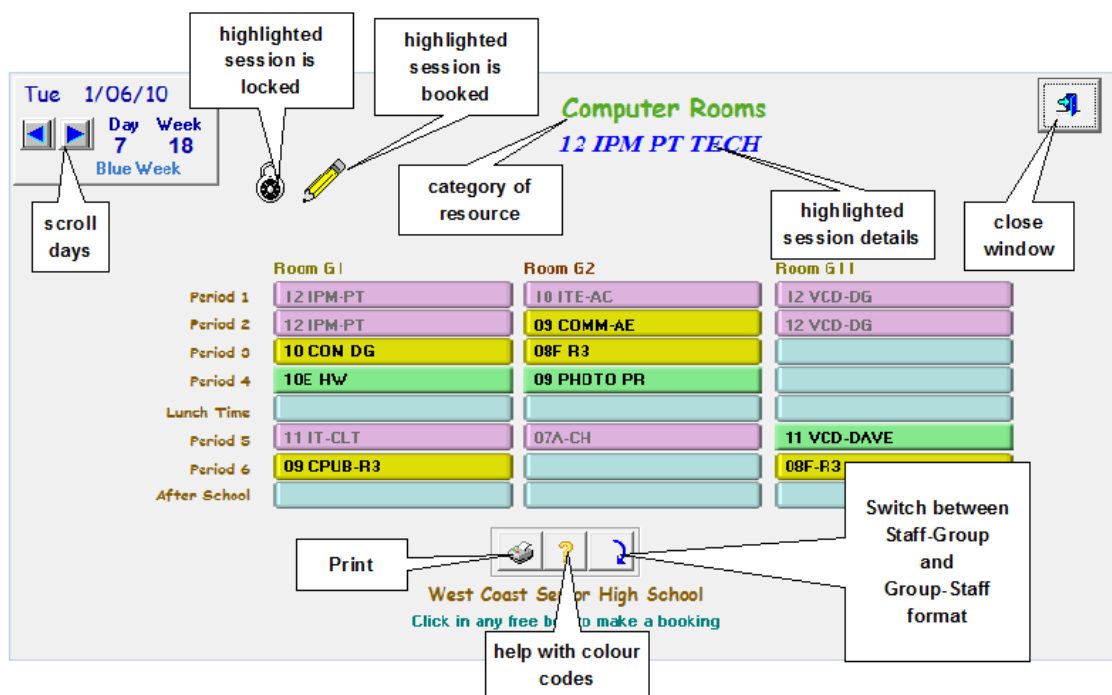 highlighted
session is
locked
highlighted
session is
booked
Tue 1/06/10
Day Week
7 18
Blue Week
Computer Rooms
12 IPM PT TECH
scroll
days
category of
resource
highlighted
session details
close
window
Room G1 Room G2 Room G11
Period 1 12 IPM-PT 10 ITE-AC 12 VCD-DG
Period 2 12 IPM-PT 09 COMM-AE 12 VCD-DG
Period 3 10 CON DG 08F R3
Period 4 10E HW 09 PHOTO PR
Lunch Time
Period 5 11 IT-CLT 07A-CH 11 VCD-DAVE
Period 6 09 CPUB-R3 08F-R3
After School
Print
Switch between
Staff-Group
and
Group-Staff
format
West Coast High School
Click in any free to make a booking
help with colour
codes